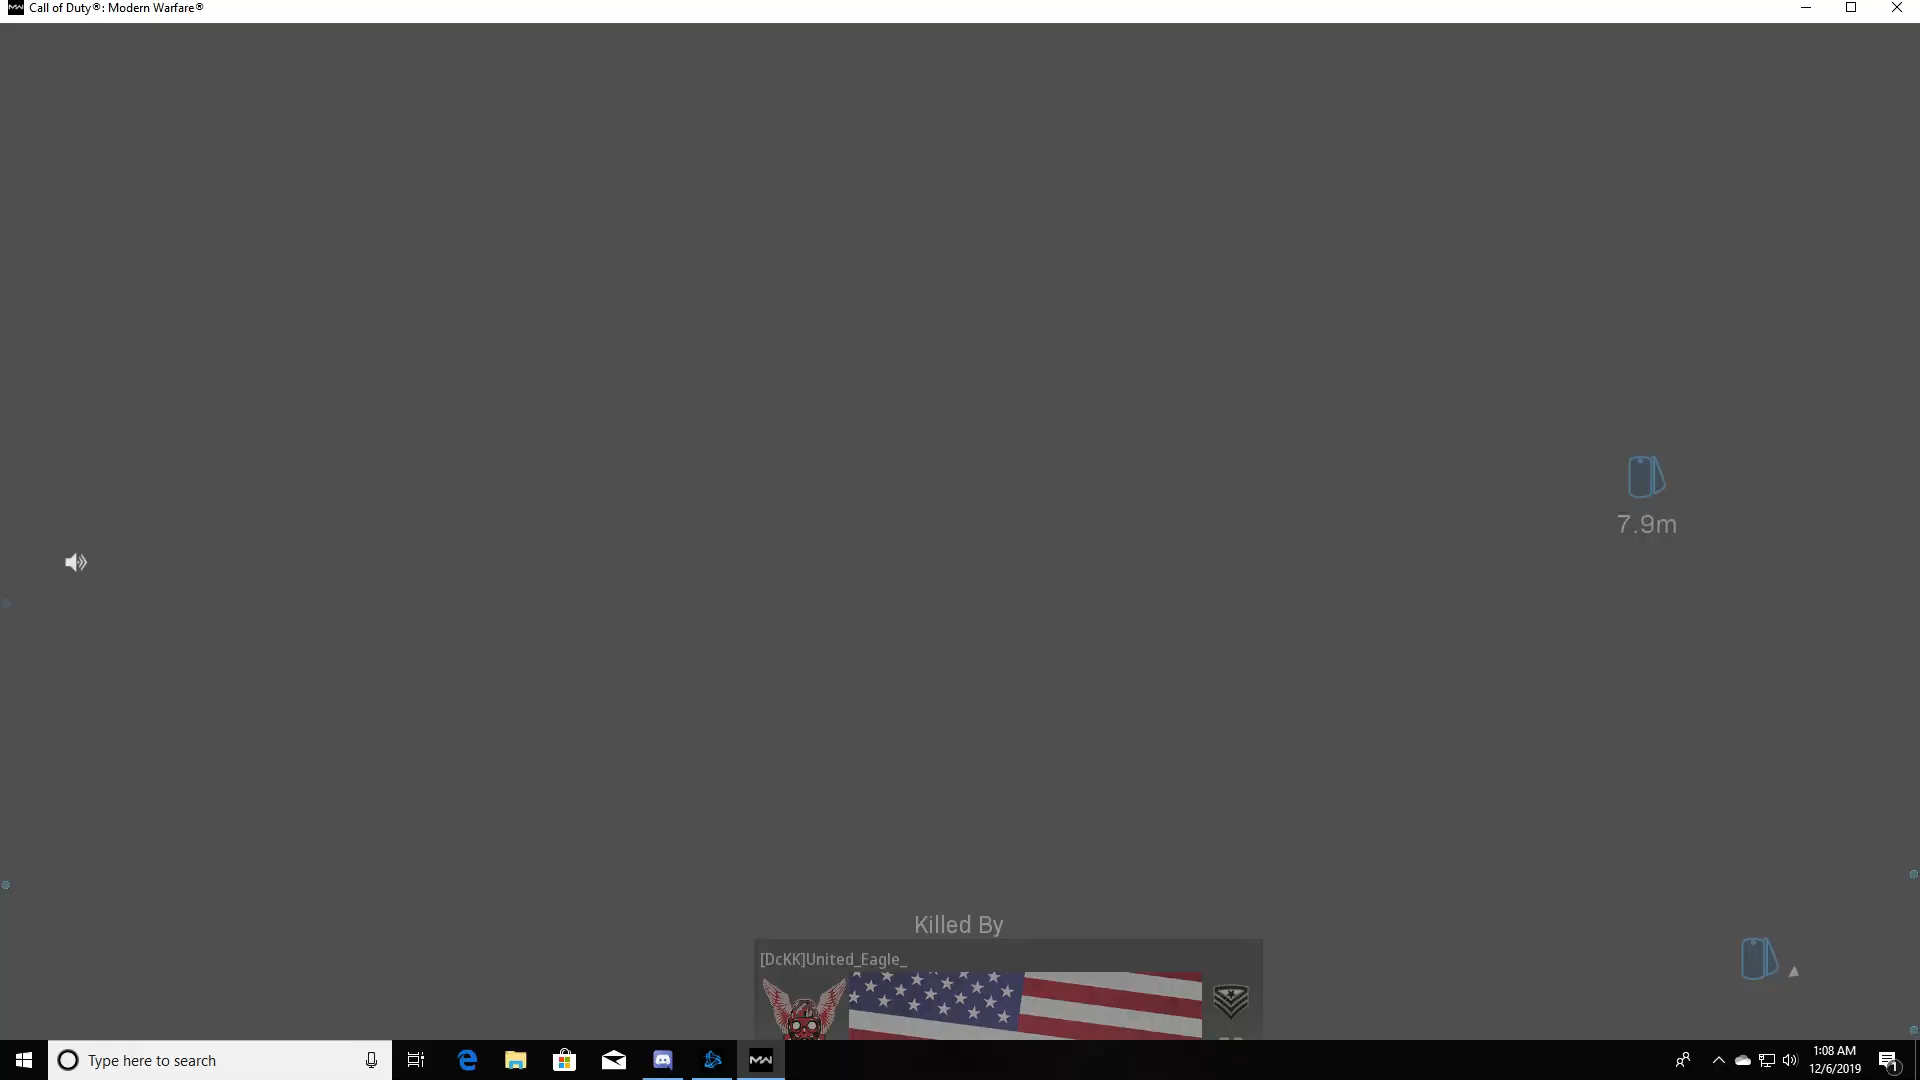 Call of Duty®: Modern Warfare®
7.9m
Killed By
[DcKK]United_Eagle_
Type here to search
1:08 AM
12/6/2019
1